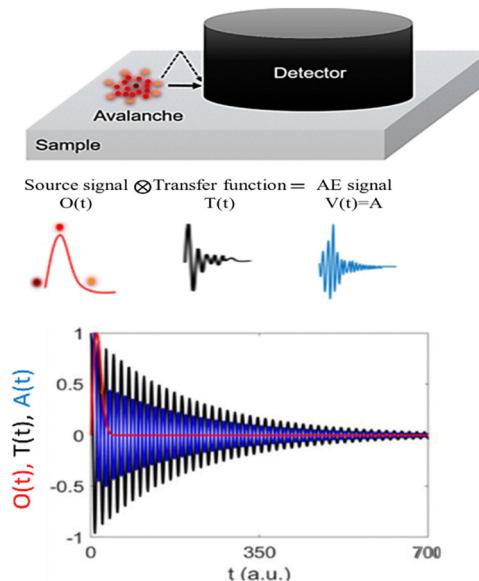 Detector
Avalanche
Sample
Source signal ⊗ Transfer function = AE signal
O(t) T(t) V(t)=A
O(t), T(t), A(t)
1
0.5
0
-0.5
-1
0 350 700
t (a.u.)